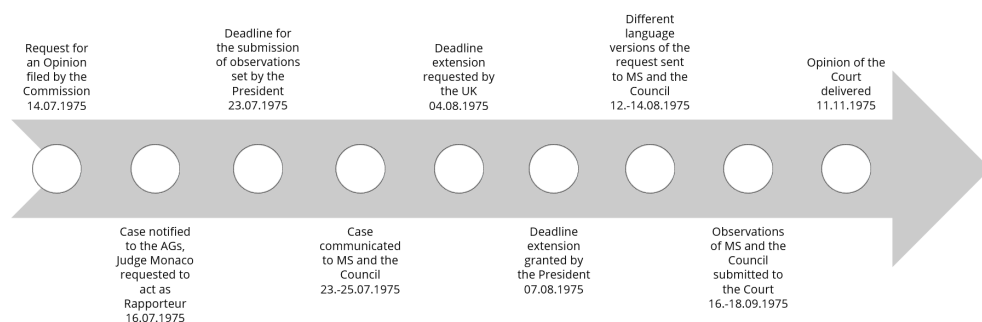 Request for
an Opinion
filed by the
Commission
14.07.1975
Case notified
to the AGs,
Judge Monaco
requested to
act as
Rapporteur
16.07.1975
Deadline for
the submission
of observations
set by the
President
23.07.1975
Case
communicated
to MS and the
Council
23.-25.07.1975
Deadline
extension
requested by
the UK
04.08.1975
Deadline
extension
granted by
the President
07.08.1975
Different
language
versions of the
request sent
to MS and the
Council
12.-14.08.1975
Observations
of MS and the
Council
submitted to
the Court
16.-18.09.1975
Opinion of the
Court
delivered
11.11.1975